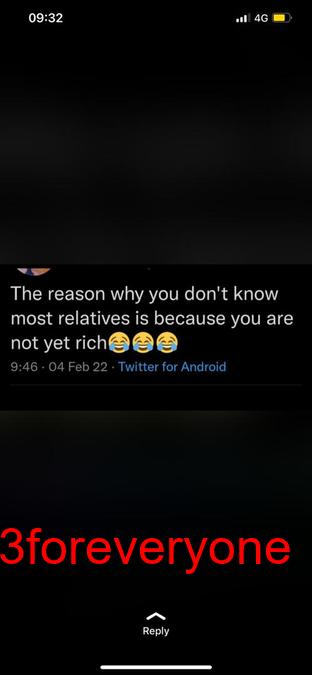 09:32
4G
The reason why you don't know
most relatives is because you are
not yet rich😂😂😂
9:46 · 04 Feb 22 · Twitter for Android
3foreveryone
Reply